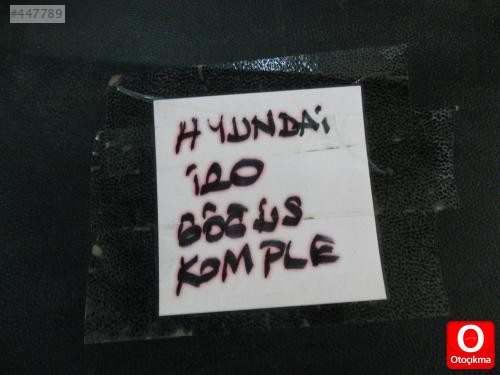 #447789
HYUNDAİ
İ20
GÖĞÜS
KOMPLE
O
Otoçıkma